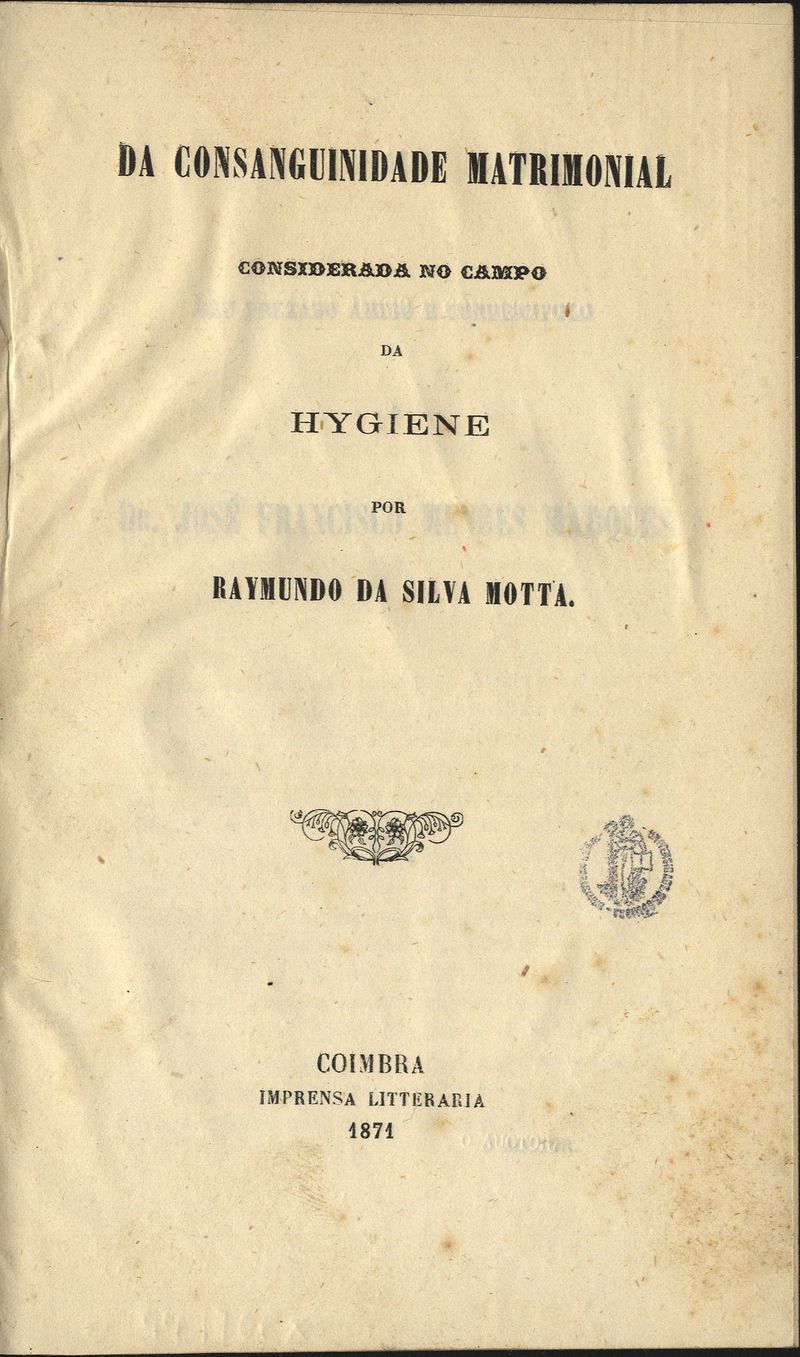 DA CONSANGUINIDADE MATRIMONIAL
CONSIDERADA NO CAMPO
DA
HYGIENE
POR
RAYMUNDO DA SILVA MOTTA.
COIMBRA
IMPRENSA LITTERARIA
1871